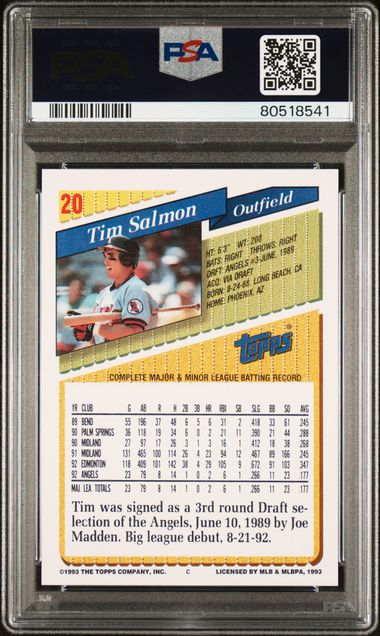 PSA
PSA
80518541
20
Tim Salmon
Outfield
HT: 6'3" WT: 200
BATS: RIGHT THROWS: RIGHT
DRFT: ANGELS #3-JUNE, 1989
ACQ: VIA DRAFT
BORN: 8-24-68, LONG BEACH, CA
HOME: PHOENIX, AZ
Topps®
COMPLETE MAJOR & MINOR LEAGUE BATTING RECORD
YR CLUB G AB R H 2B 3B HR RBI SB SLG BB SO AVG
89 BEND 55 196 37 48 6 5 6 31 2 418 33 61 245
90 PALM SPRINGS 36 118 19 34 6 0 2 21 11 390 21 44 288
90 MIDLAND 27 97 17 26 3 1 3 16 1 412 18 38 268
91 MIDLAND 131 465 100 114 26 4 23 94 12 467 89 166 245
92 EDMONTON 118 409 101 142 38 4 29 105 9 672 91 103 347
92 ANGELS 23 79 8 14 1 0 2 6 1 266 11 23 177
MAJ. LEA. TOTALS 23 79 8 14 1 0 2 6 1 266 11 23 177
Tim was signed as a 3rd round Draft se-
lection of the Angels, June 10, 1989 by Joe
Madden. Big league debut, 8-21-92.
©1993 THE TOPPS COMPANY, INC. C LICENSED BY MLB & MLBPA, 1993